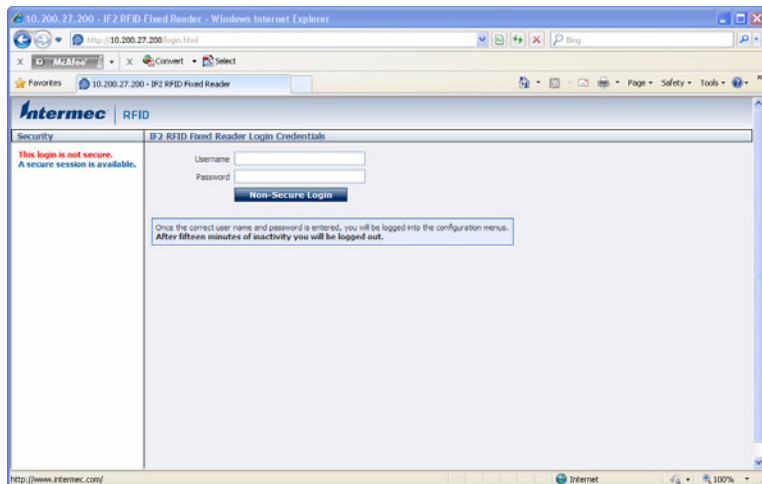 10.200.27.200 - IF2 RFID Fixed Reader - Windows Internet Explorer
http://10.200.27.200/login.html
Bing
x McAfee x Convert Select
Favorites 10.200.27.200 - IF2 RFID Fixed Reader Page Safety Tools
Intermec RFID
Security
IF2 RFID Fixed Reader Login Credentials
This login is not secure.
A secure session is available.
Username
Password
Non-Secure Login
Once the correct user name and password is entered, you will be logged into the configuration menus.
After fifteen minutes of inactivity you will be logged out.
http://www.intermec.com/ Internet 100%